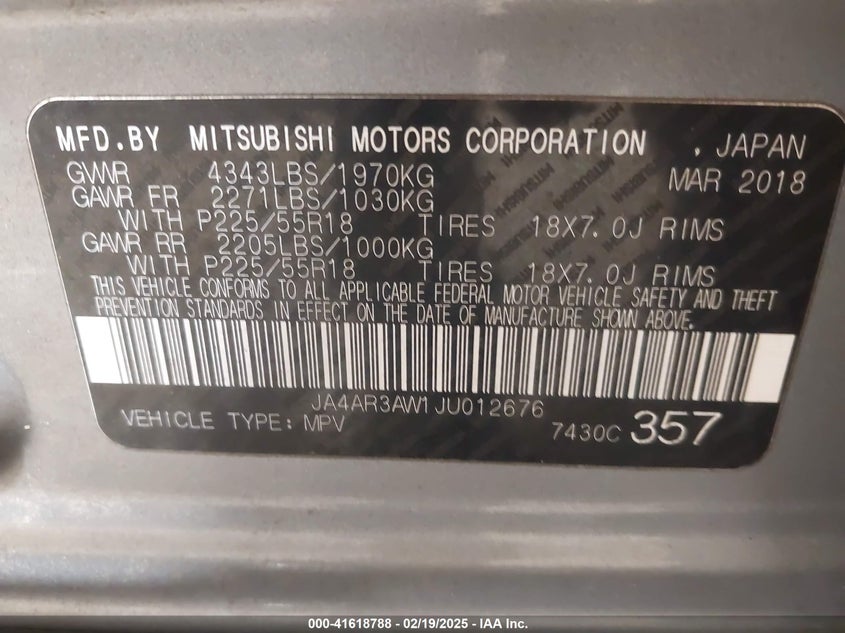 MFD.BY MITSUBISHI MOTORS CORPORATION , JAPAN
GVWR 4343LBS/1970KG MAR 2018
GAWR FR 2271LBS/1030KG
WITH P225/55R18 TIRES 18X7.0J RIMS
GAWR RR 2205LBS/1000KG
WITH P225/55R18 TIRES 18X7.0J RIMS
THIS VEHICLE CONFORMS TO ALL APPLICABLE FEDERAL MOTOR VEHICLE SAFETY AND THEFT
PREVENTION STANDARDS IN EFFECT ON THE DATE OF MANUFACTURE SHOWN ABOVE.
JA4AR3AW1JU012676
VEHICLE TYPE: MPV 7430C 357
000-41618788 - 02/19/2025 - IAA Inc.